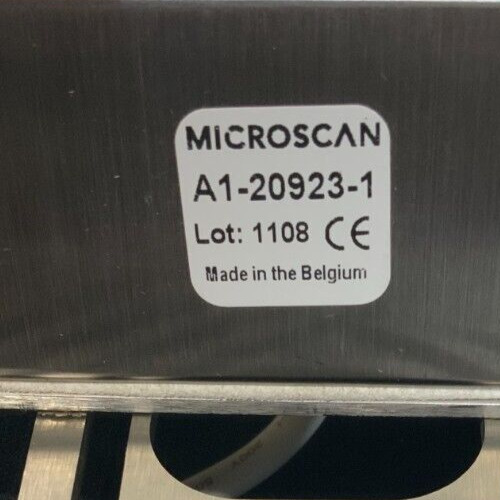 MICROSCAN
A1-20923-1
Lot: 1108 CE
Made in the Belgium